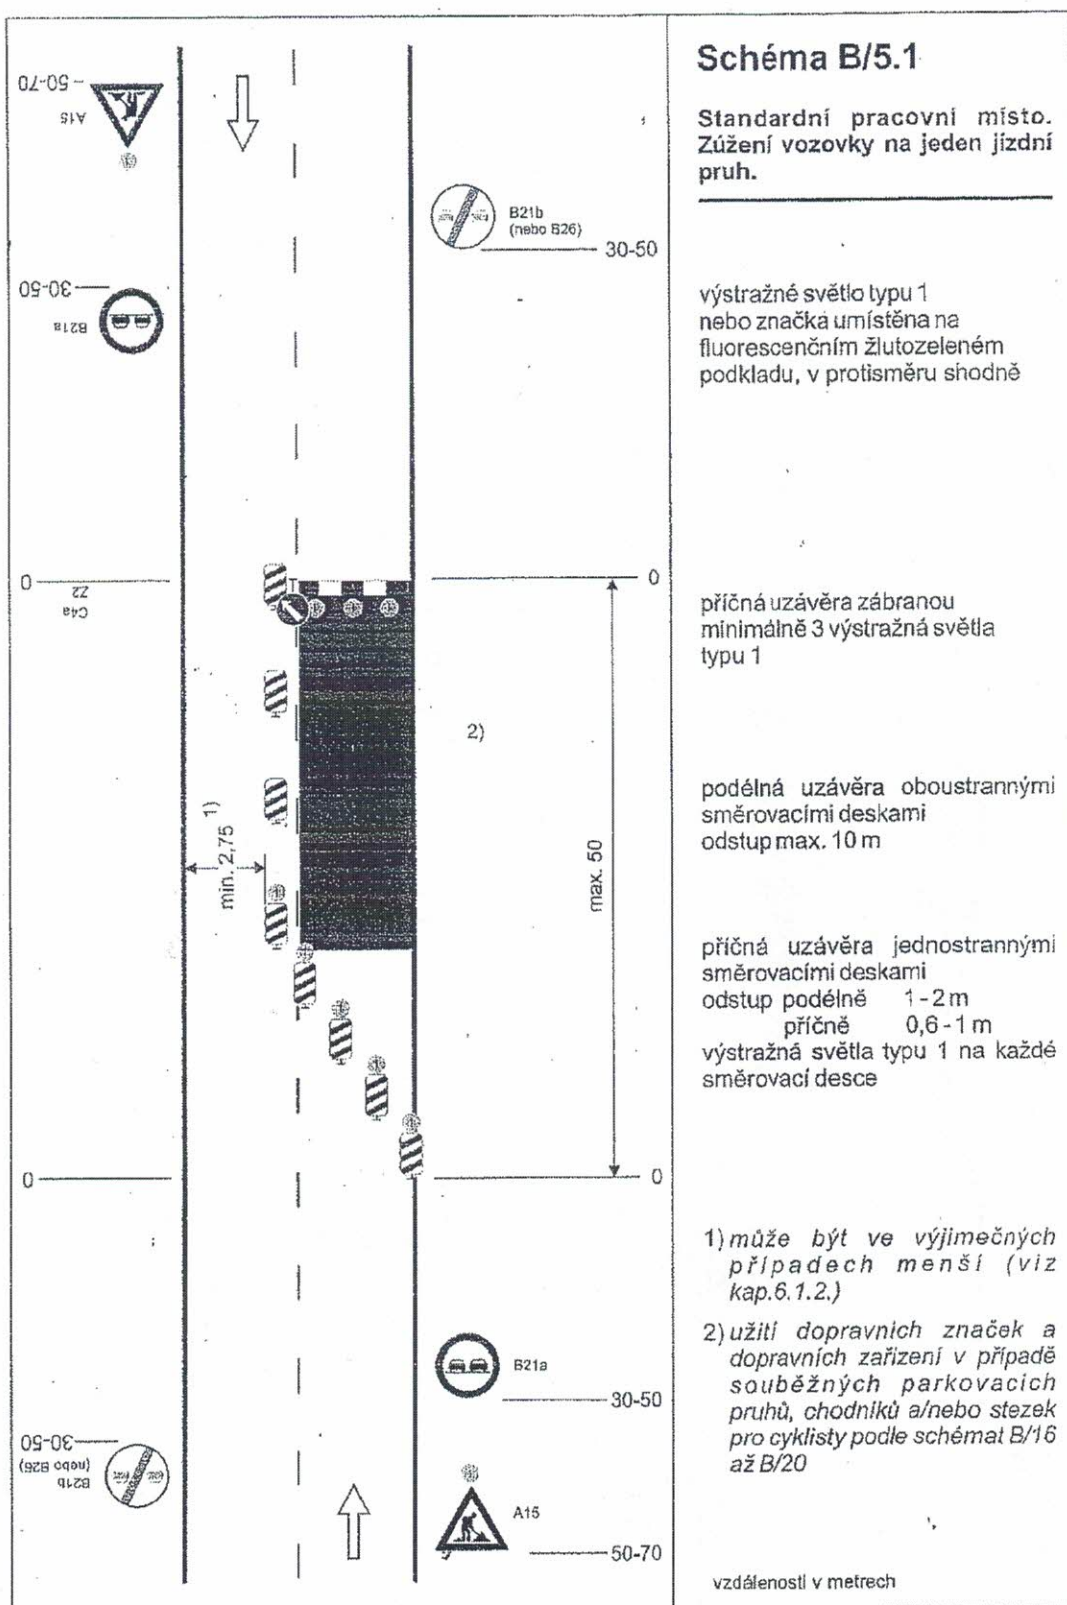 Schéma B/5.1
Standardní pracovní místo.
Zúžení vozovky na jeden jízdní
pruh.
50-70
A15
B21b
(nebo B26)
30-50
30-50
B21a
výstražné světlo typu 1
nebo značka umístěna na
fluorescenčním žlutozeleném
podkladu, v protisměru shodně
0
Z2
C4a
0
příčná uzávěra zábranou
minimálně 3 výstražná světla
typu 1
2)
min. 2,75 1)
max. 50
podélná uzávěra oboustrannými
směrovacími deskami
odstup max. 10 m
příčná uzávěra jednostrannými
směrovacími deskami
odstup podélně 1-2 m
příčně 0,6-1 m
výstražná světla typu 1 na každé
směrovací desce
0
0
1) může být ve výjimečných
případech menší (viz
kap.6.1.2.)
2) užití dopravních značek a
dopravních zařízení v případě
souběžných parkovacích
pruhů, chodníků a/nebo stezek
pro cyklisty podle schémat B/16
až B/20
B21a
30-50
30-50
B21b
(nebo B26)
A15
50-70
vzdálenosti v metrech